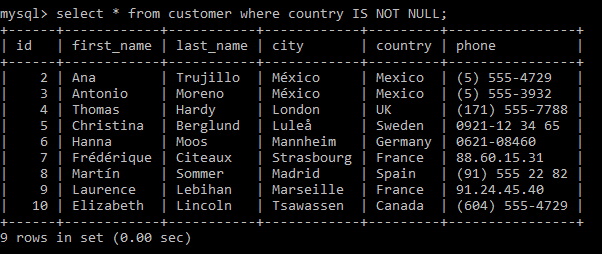 mysql> select * from customer where country IS NOT NULL;
+------+------------+-----------+------------+---------+----------------+
| id   | first_name | last_name | city       | country | phone          |
+------+------------+-----------+------------+---------+----------------+
|    2 | Ana        | Trujillo  | México     | Mexico  | (5) 555-4729   |
|    3 | Antonio    | Moreno    | México     | Mexico  | (5) 555-3932   |
|    4 | Thomas     | Hardy     | London     | UK      | (171) 555-7788 |
|    5 | Christina  | Berglund  | Luleå      | Sweden  | 0921-12 34 65  |
|    6 | Hanna      | Moos      | Mannheim   | Germany | 0621-08460     |
|    7 | Frédérique | Citeaux   | Strasbourg | France  | 88.60.15.31    |
|    8 | Martín     | Sommer    | Madrid     | Spain   | (91) 555 22 82 |
|    9 | Laurence   | Lebihan   | Marseille  | France  | 91.24.45.40    |
|   10 | Elizabeth  | Lincoln   | Tsawassen  | Canada  | (604) 555-4729 |
+------+------------+-----------+------------+---------+----------------+
9 rows in set (0.00 sec)